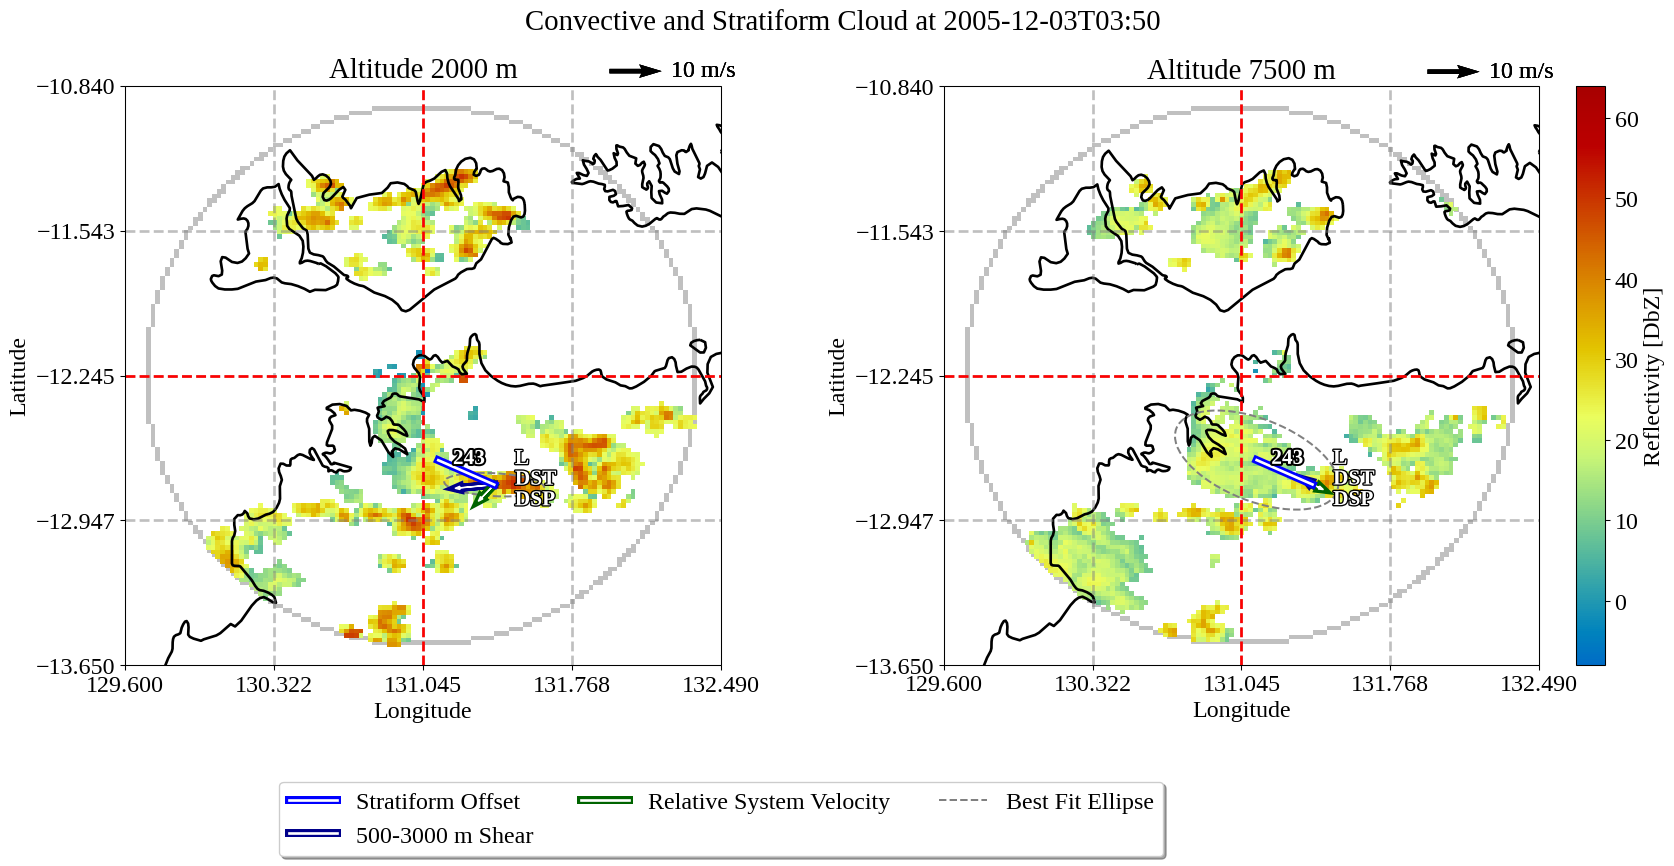 Convective and Stratiform Cloud at 2005-12-03T03:50
Altitude 2000 m
10 m/s
−10.840
−11.543
−12.245
−12.947
−13.650
Latitude
129.600
130.322
131.045
131.768
132.490
Longitude
243
L
DST
DSP
Altitude 7500 m
10 m/s
−10.840
−11.543
−12.245
−12.947
−13.650
Latitude
129.600
130.322
131.045
131.768
132.490
Longitude
243
L
DST
DSP
60
50
40
30
20
10
0
Reflectivity [DbZ]
Stratiform Offset
500-3000 m Shear
Relative System Velocity
Best Fit Ellipse